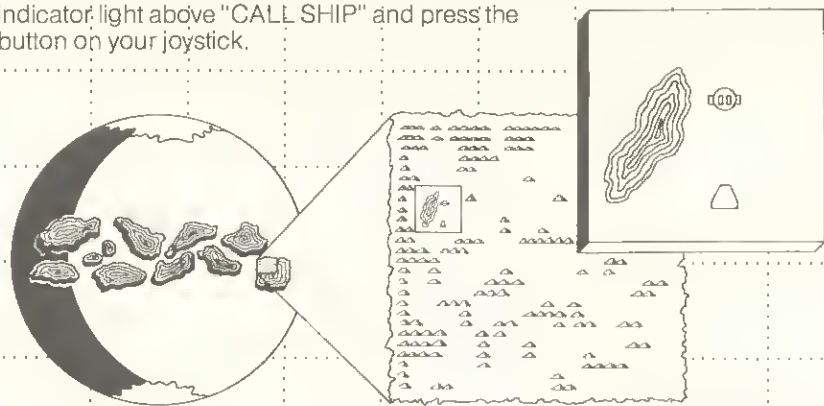 indicator light above "CALL SHIP" and press the
button on your joystick.